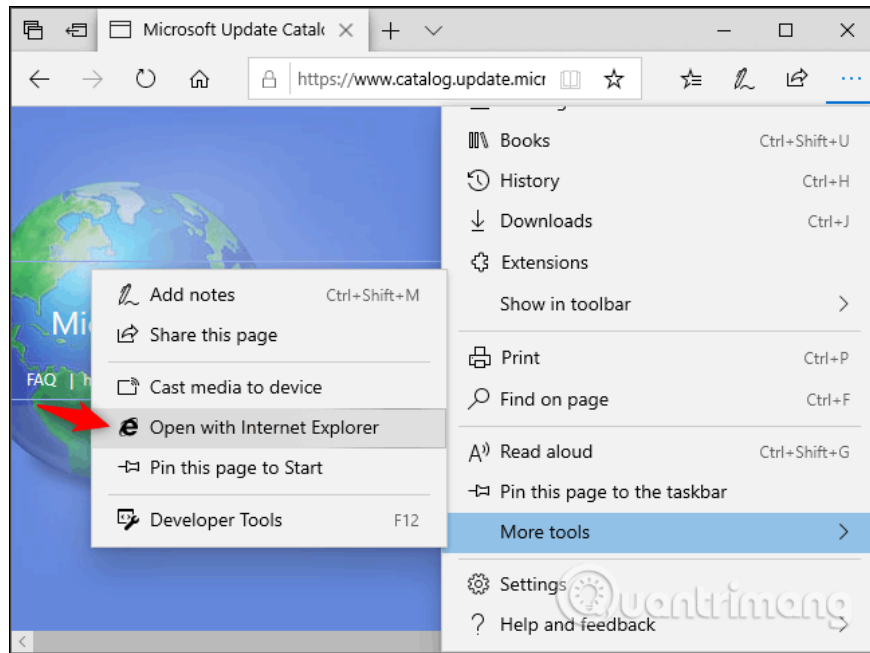 Microsoft Update Catal
https://www.catalog.update.micr
Books Ctrl+Shift+U
History Ctrl+H
Downloads Ctrl+J
Extensions
Show in toolbar
Print Ctrl+P
Find on page Ctrl+F
Read aloud Ctrl+Shift+G
Pin this page to the taskbar
More tools
Settings
Help and feedback
Add notes Ctrl+Shift+M
Share this page
Cast media to device
Open with Internet Explorer
Pin this page to Start
Developer Tools F12
Mi
FAQ | h
Quantrimang